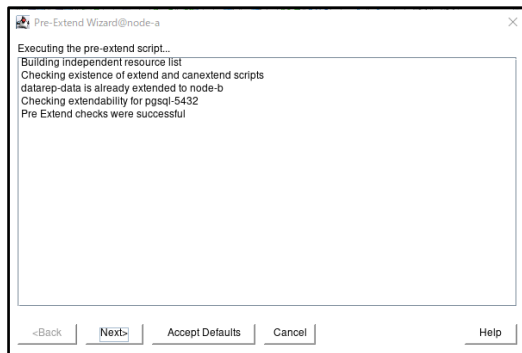 Pre-Extend Wizard@node-a
Executing the pre-extend script...
Building independent resource list
Checking existence of extend and canextend scripts
datarep-data is already extended to node-b
Checking extendability for pgsql-5432
Pre Extend checks were successful
<Back Next> Accept Defaults Cancel Help